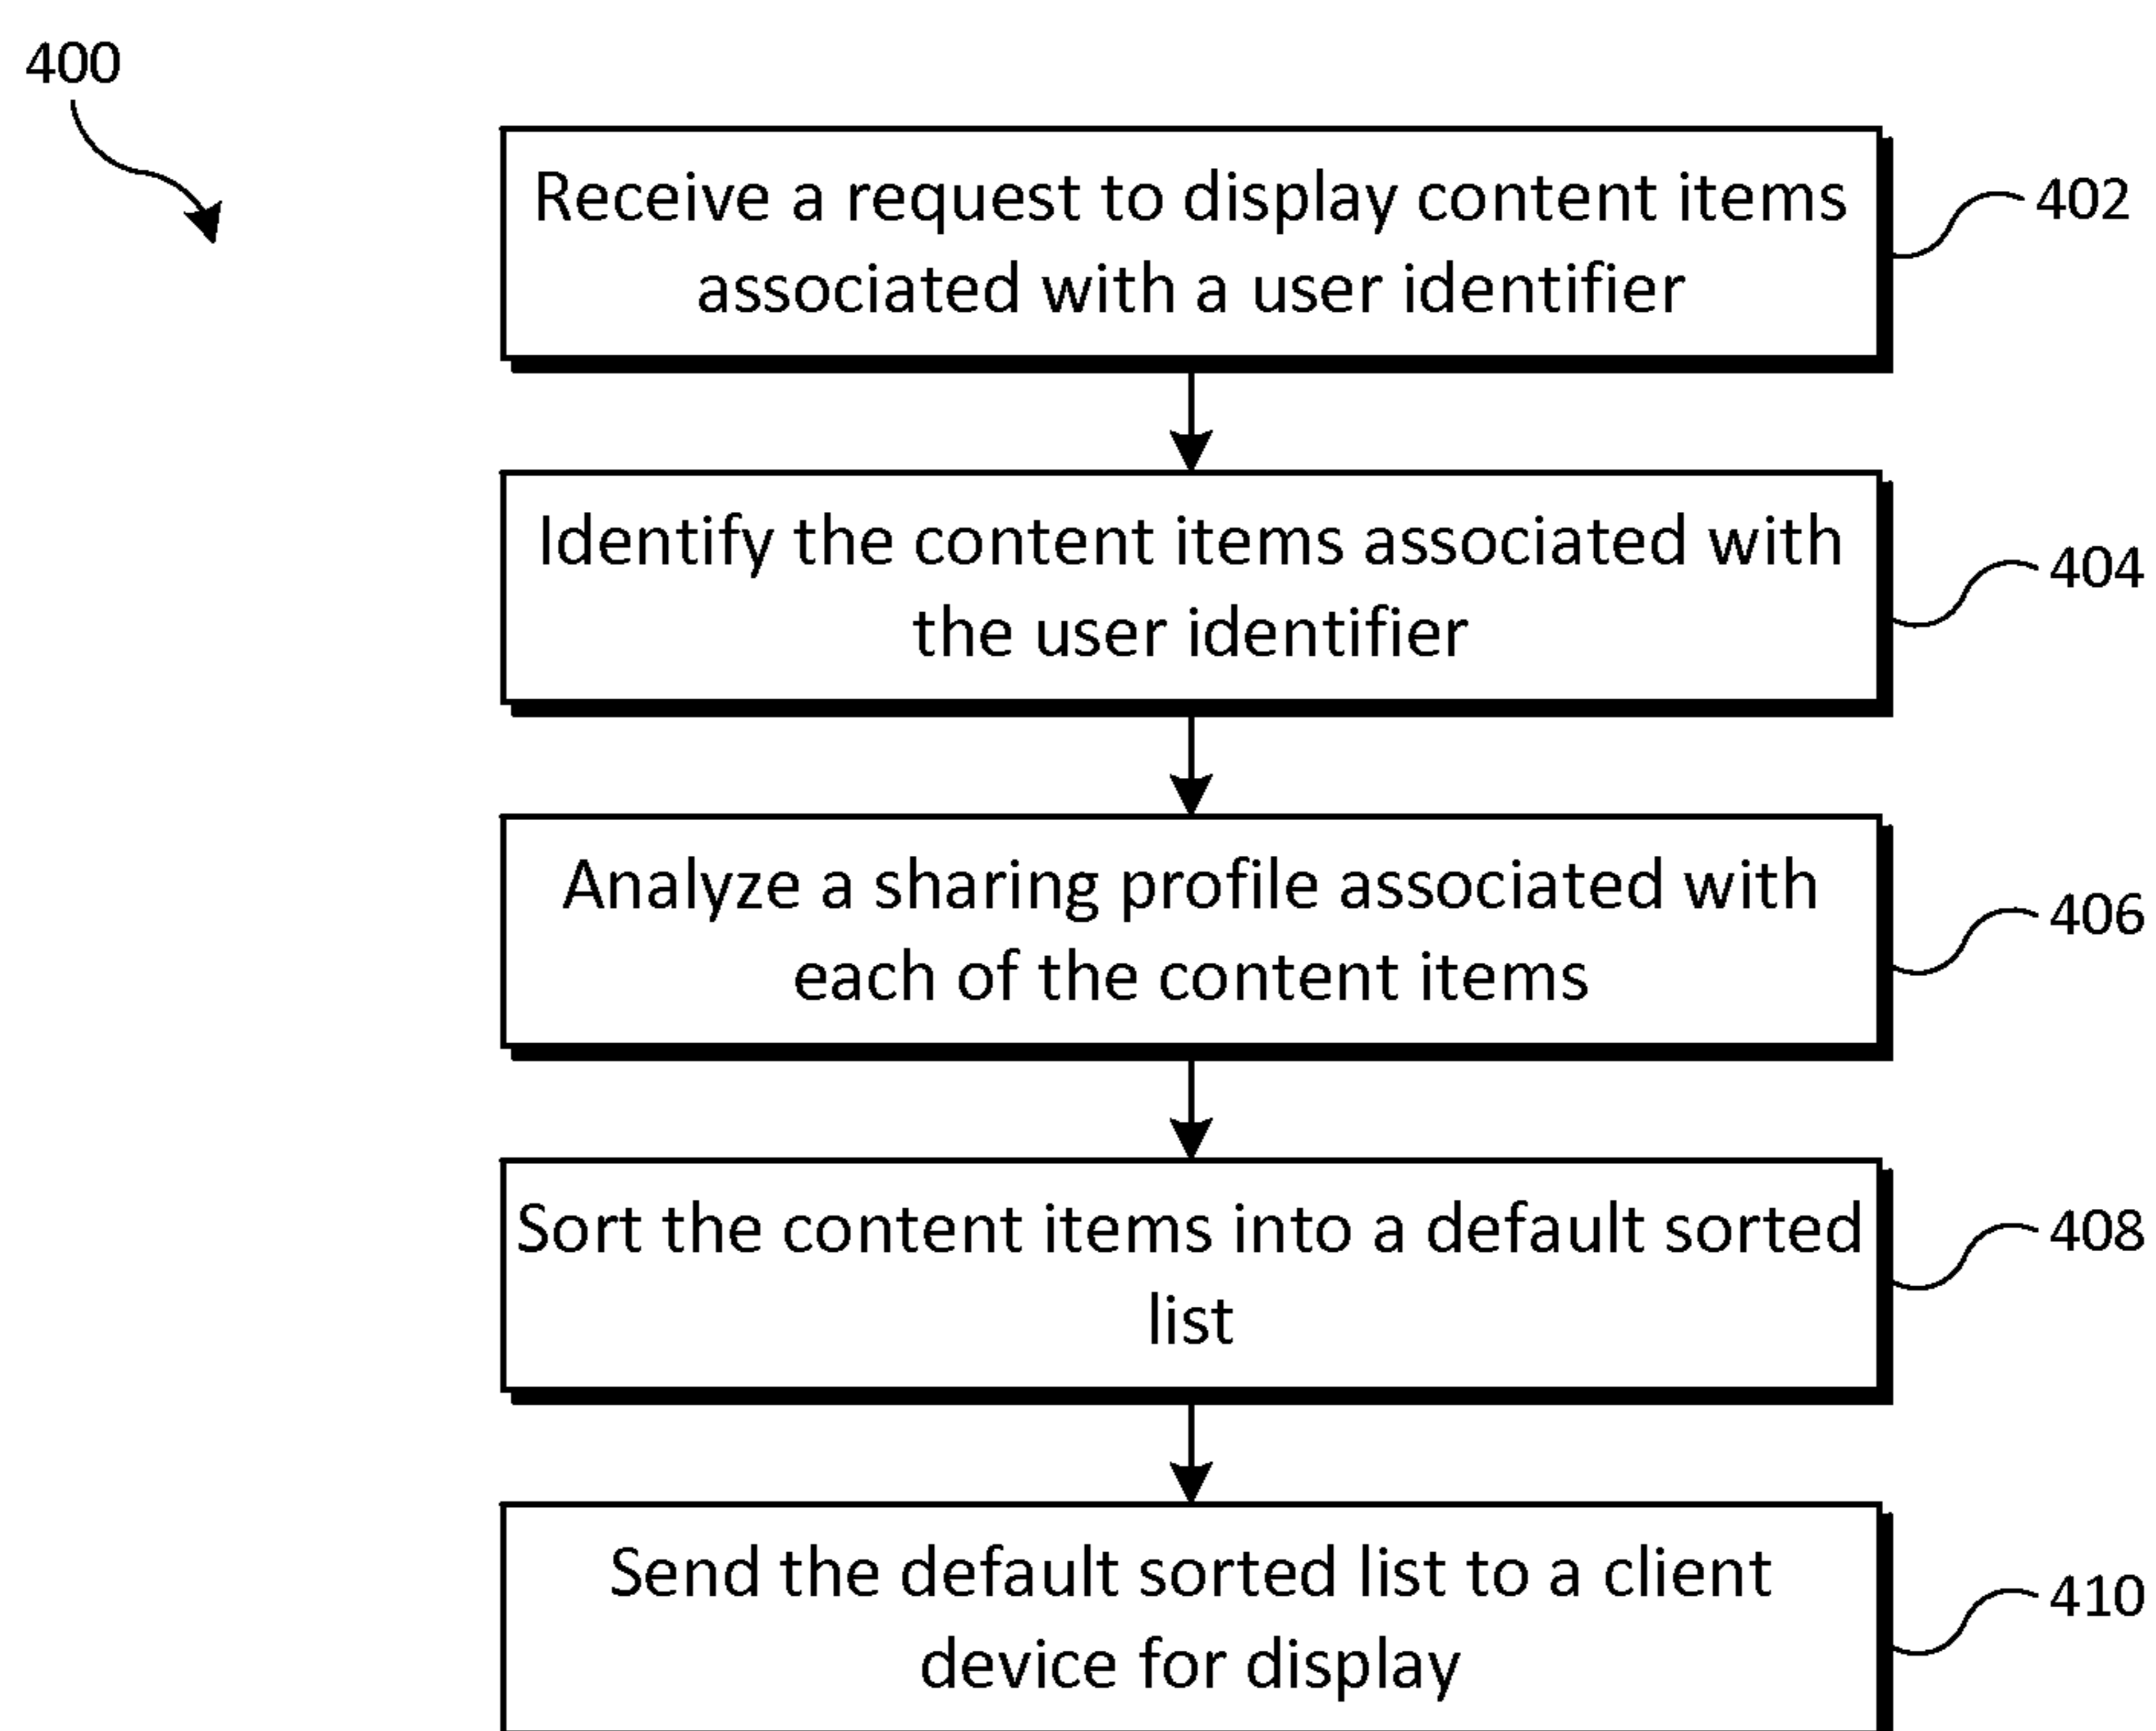 400
Receive a request to display content items
associated with a user identifier
402
Identify the content items associated with
the user identifier
404
Analyze a sharing profile associated with
each of the content items
406
Sort the content items into a default sorted
list
408
Send the default sorted list to a client
device for display
410